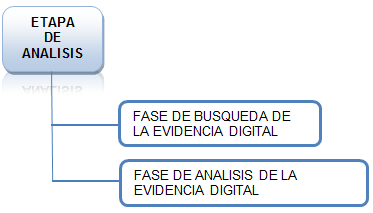 ETAPA
DE
ANALISIS
FASE DE BUSQUEDA DE
LA EVIDENCIA DIGITAL
FASE DE ANALISIS DE LA
EVIDENCIA DIGITAL